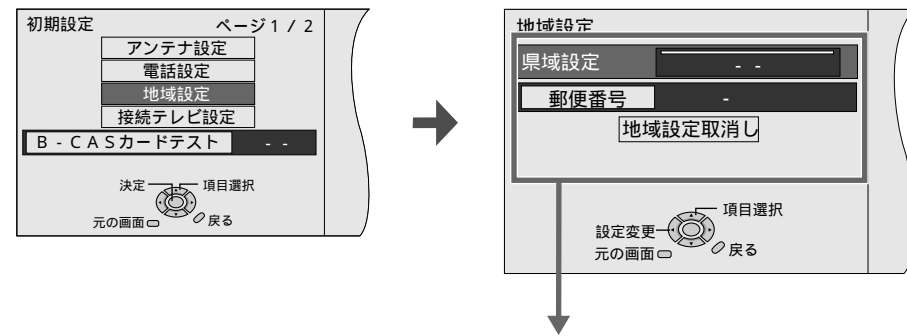 初期設定 ページ1 / 2
アンテナ設定
電話設定
地域設定
接続テレビ設定
B - CASカードテスト - -
決定 項目選択
元の画面 戻る
地域設定
県域設定 - -
郵便番号 -
地域設定取消し
項目選択
設定変更
元の画面 戻る